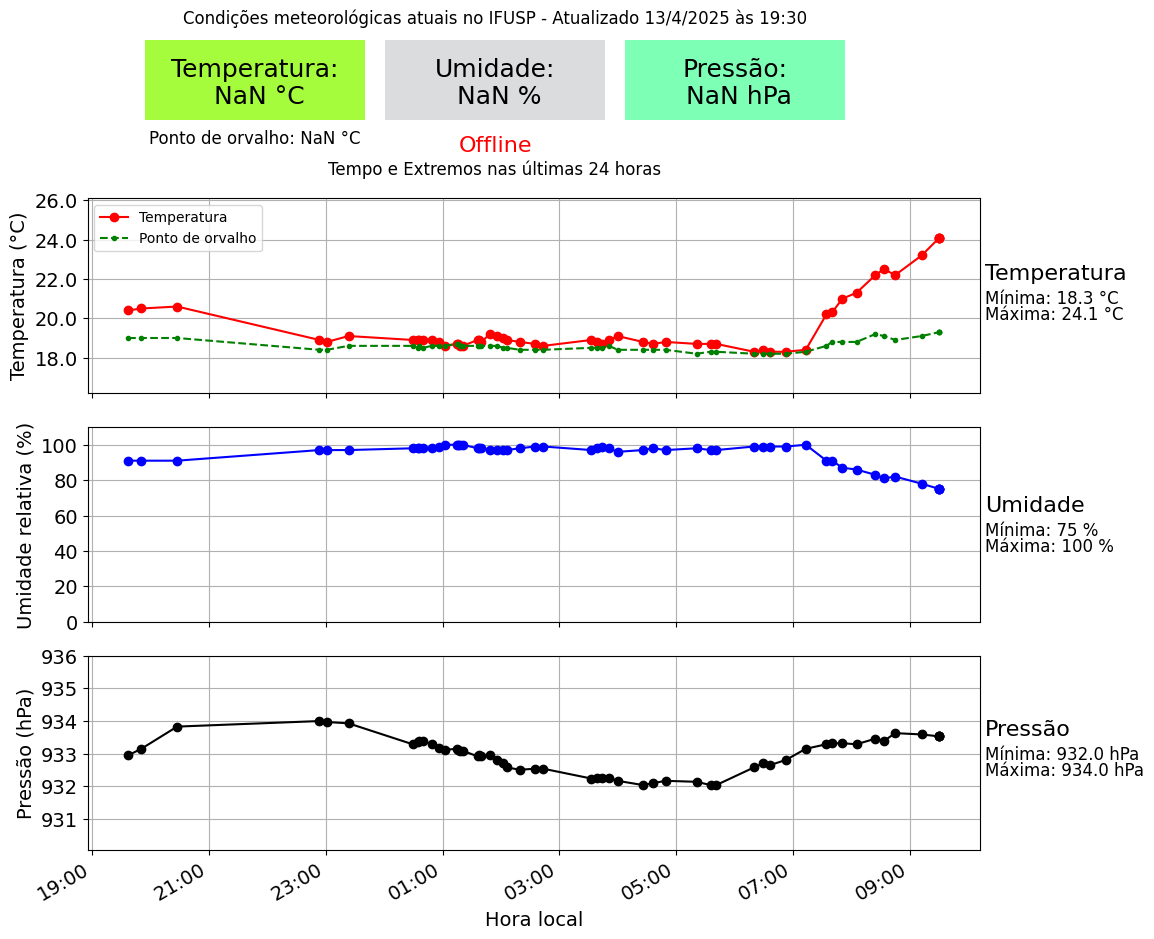 Condições meteorológicas atuais no IFUSP - Atualizado 13/4/2025 às 19:30
Temperatura:
NaN °C
Umidade:
NaN %
Pressão:
NaN hPa
Ponto de orvalho: NaN °C
Offline
Tempo e Extremos nas últimas 24 horas
Temperatura (°C)
26.0
24.0
22.0
20.0
18.0
Temperatura
Ponto de orvalho
Temperatura
Mínima: 18.3 °C
Máxima: 24.1 °C
Umidade relativa (%)
100
80
60
40
20
0
Umidade
Mínima: 75 %
Máxima: 100 %
Pressão (hPa)
936
935
934
933
932
931
Pressão
Mínima: 932.0 hPa
Máxima: 934.0 hPa
19:00
21:00
23:00
01:00
03:00
05:00
07:00
09:00
Hora local